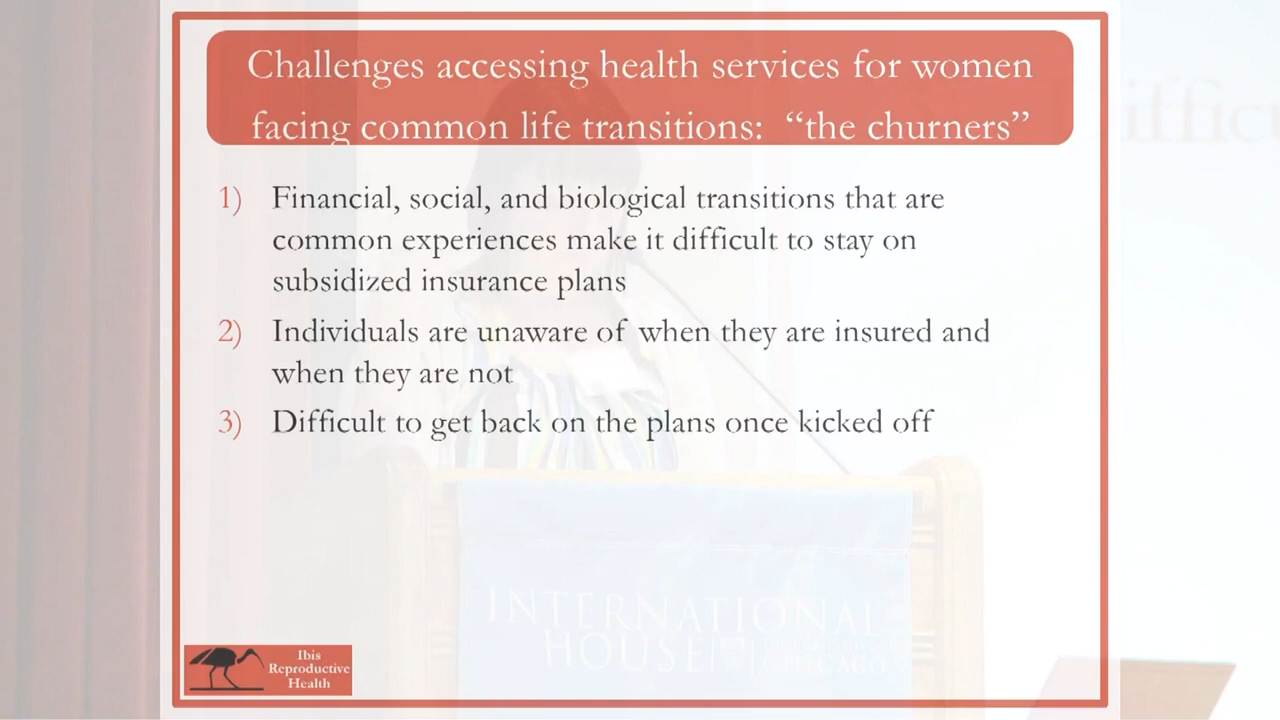 Challenges accessing health services for women
facing common life transitions: “the churners”
1) Financial, social, and biological transitions that are
common experiences make it difficult to stay on
subsidized insurance plans
2) Individuals are unaware of when they are insured and
when they are not
3) Difficult to get back on the plans once kicked off
INTERNATIONAL
HOUSE
CHICAGO
Ibis
Reproductive
Health